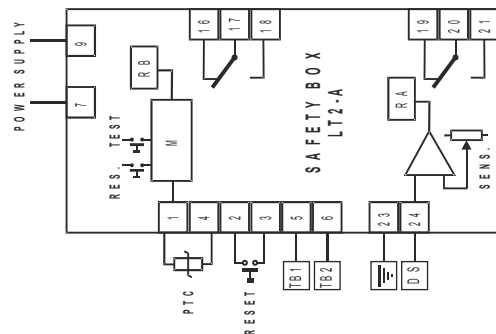 POWER SUPPLY
9
7
16
17
18
19
20
21
RB
RA
TEST
RES.
M
SAFETY BOX
LT2-A
SENS.
1
4
2
3
5
6
23
24
PTC
RESET
TB1
TB2
DS